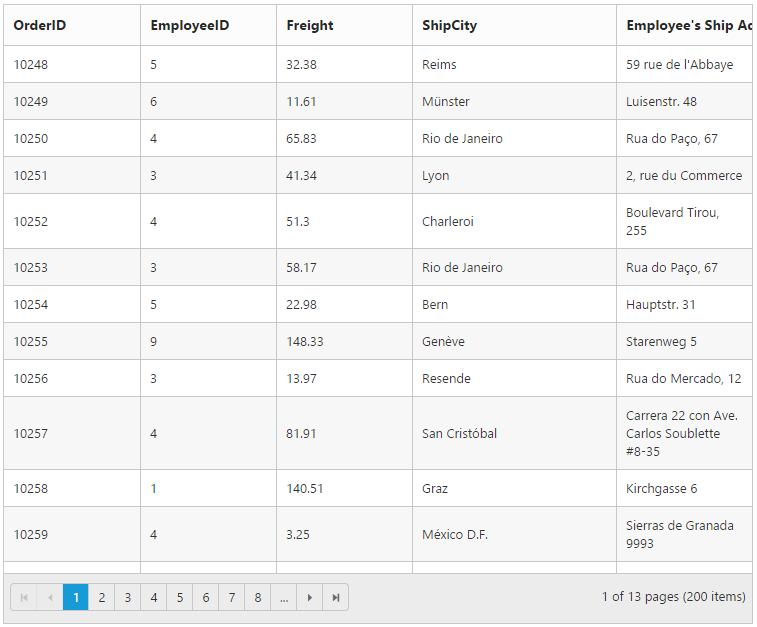 OrderID EmployeeID Freight ShipCity Employee's Ship Ad
10248 5 32.38 Reims 59 rue de l'Abbaye
10249 6 11.61 Münster Luisenstr. 48
10250 4 65.83 Rio de Janeiro Rua do Paço, 67
10251 3 41.34 Lyon 2, rue du Commerce
10252 4 51.3 Charleroi Boulevard Tirou,
255
10253 3 58.17 Rio de Janeiro Rua do Paço, 67
10254 5 22.98 Bern Hauptstr. 31
10255 9 148.33 Genève Starenweg 5
10256 3 13.97 Resende Rua do Mercado, 12
10257 4 81.91 San Cristóbal Carrera 22 con Ave.
Carlos Soublette
#8-35
10258 1 140.51 Graz Kirchgasse 6
10259 4 3.25 México D.F. Sierras de Granada
9993
1 2 3 4 5 6 7 8 ... 1 of 13 pages (200 items)